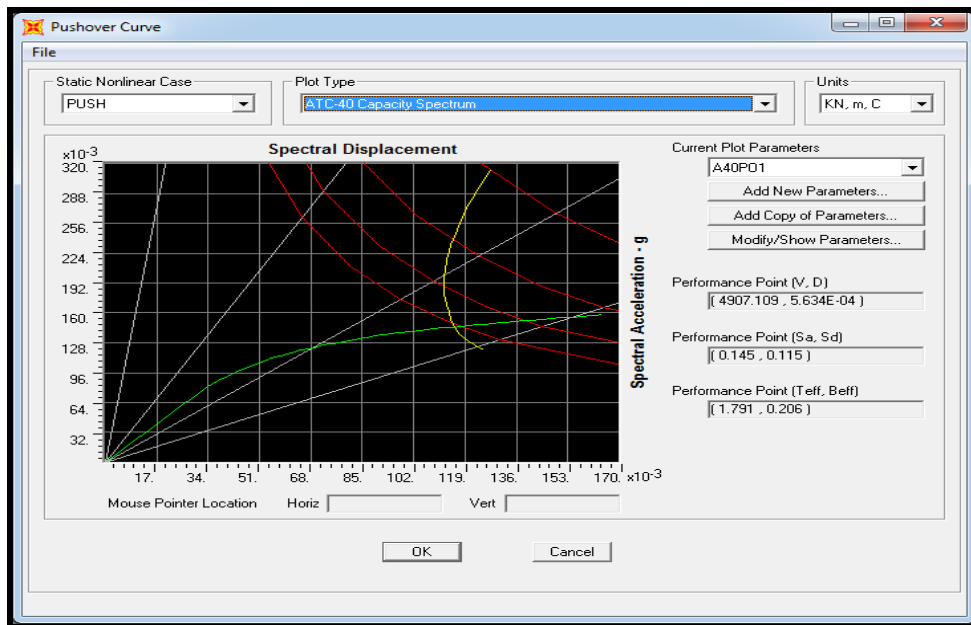 Pushover Curve
File
Static Nonlinear Case
PUSH
Plot Type
ATC-40 Capacity Spectrum
Units
KN, m, C
Spectral Displacement
x10-3
320.
288.
256.
224.
192.
160.
128.
96.
64.
32.
17. 34. 51. 68. 85. 102. 119. 136. 153. 170. x10-3
Spectral Acceleration - g
Mouse Pointer Location Horiz Vert
Current Plot Parameters
A40PO1
Add New Parameters...
Add Copy of Parameters...
Modify/Show Parameters...
Performance Point (V, D)
( 4907.109 , 5.634E-04 )
Performance Point (Sa, Sd)
( 0.145 , 0.115 )
Performance Point (Teff, Beff)
( 1.791 , 0.206 )
OK Cancel